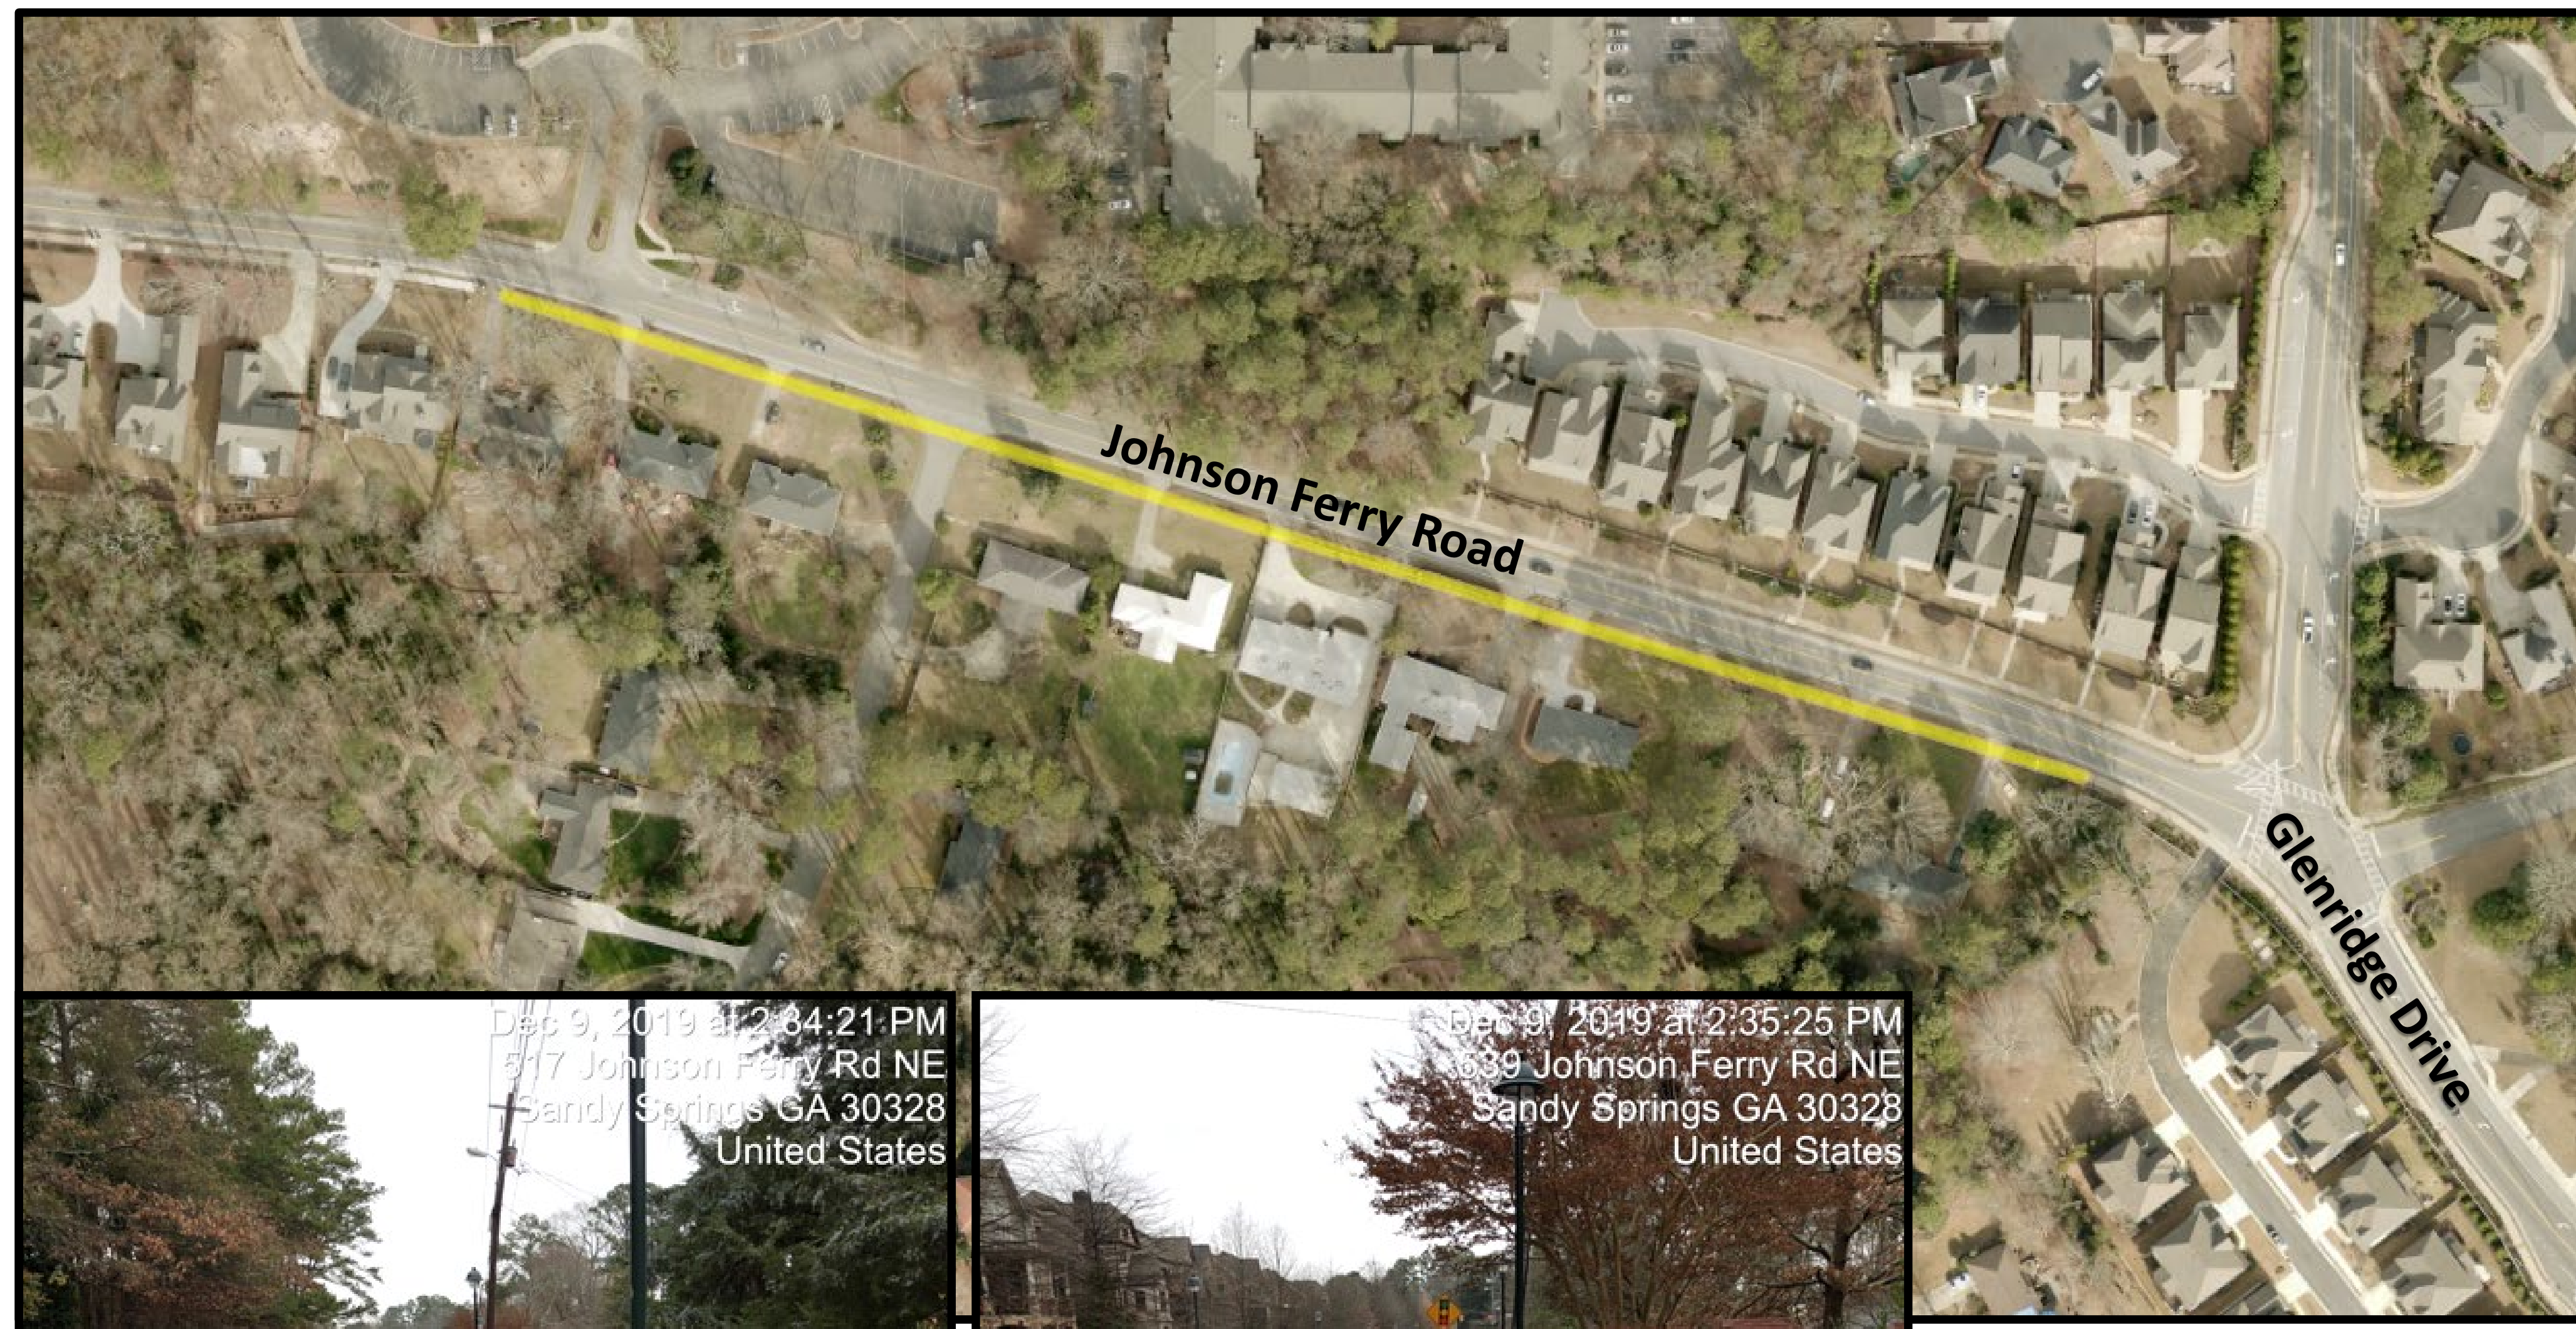 Johnson Ferry Road
Glenridge Drive
Dec 9, 2019 at 2:34:21 PM
517 Johnson Ferry Rd NE
Sandy Springs GA 30328
United States
Dec 9, 2019 at 2:35:25 PM
539 Johnson Ferry Rd NE
Sandy Springs GA 30328
United States